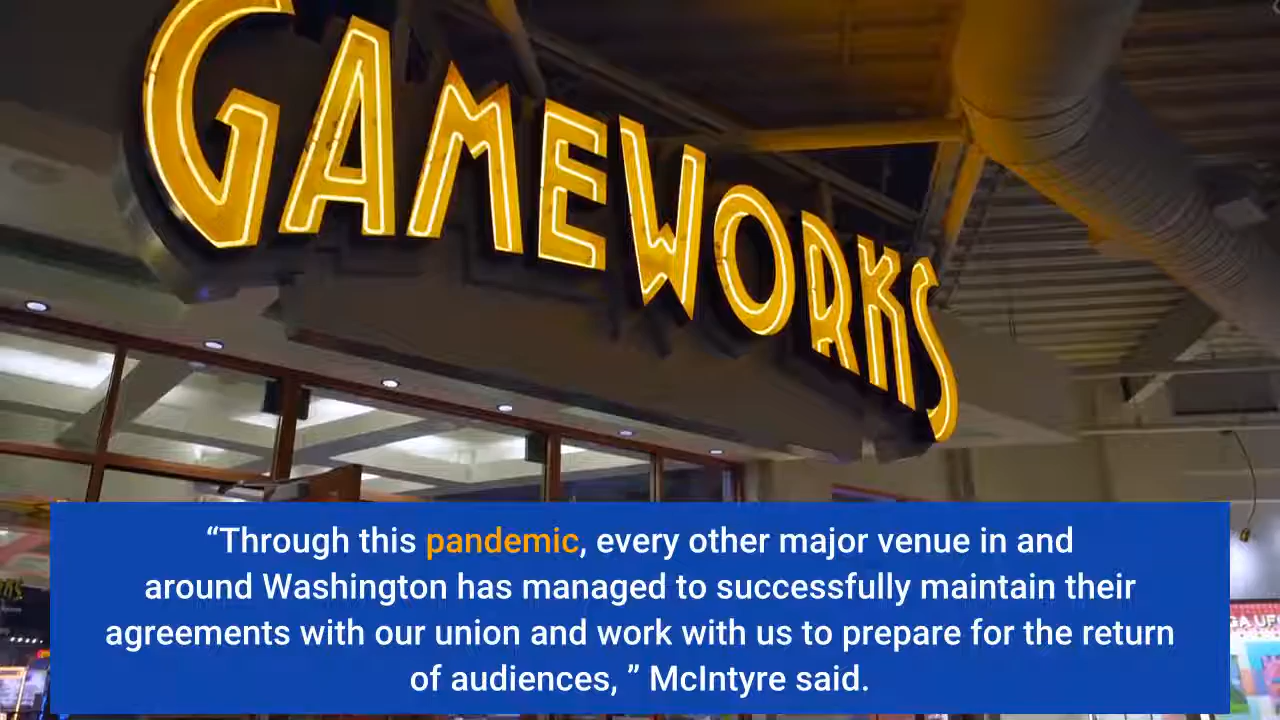 GAMEWORKS
“Through this pandemic, every other major venue in and
around Washington has managed to successfully maintain their
agreements with our union and work with us to prepare for the return
of audiences, ” McIntyre said.